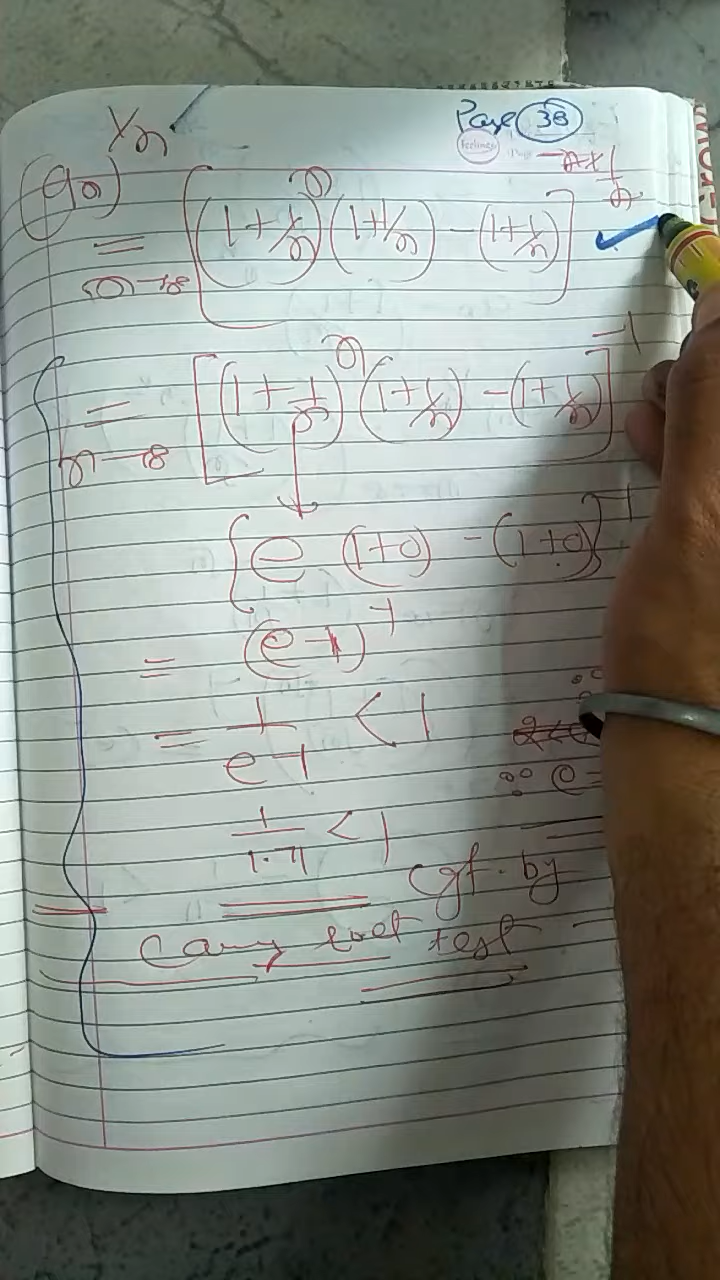 Page 38
Feelings
(an)^1/n = n→∞ [(1+1/n)^n (1+1/n) - (1+1/n)]^-n×1/n
= n→∞ [(1+1/n)^n (1+1/n) - (1+1/n)]^-1
{e (1+0) - (1+0)}^-1
= (e-1)^-1
= 1/e-1 < 1
∵ e =
1/1.71 < 1
cgt. by
Cauchy root test